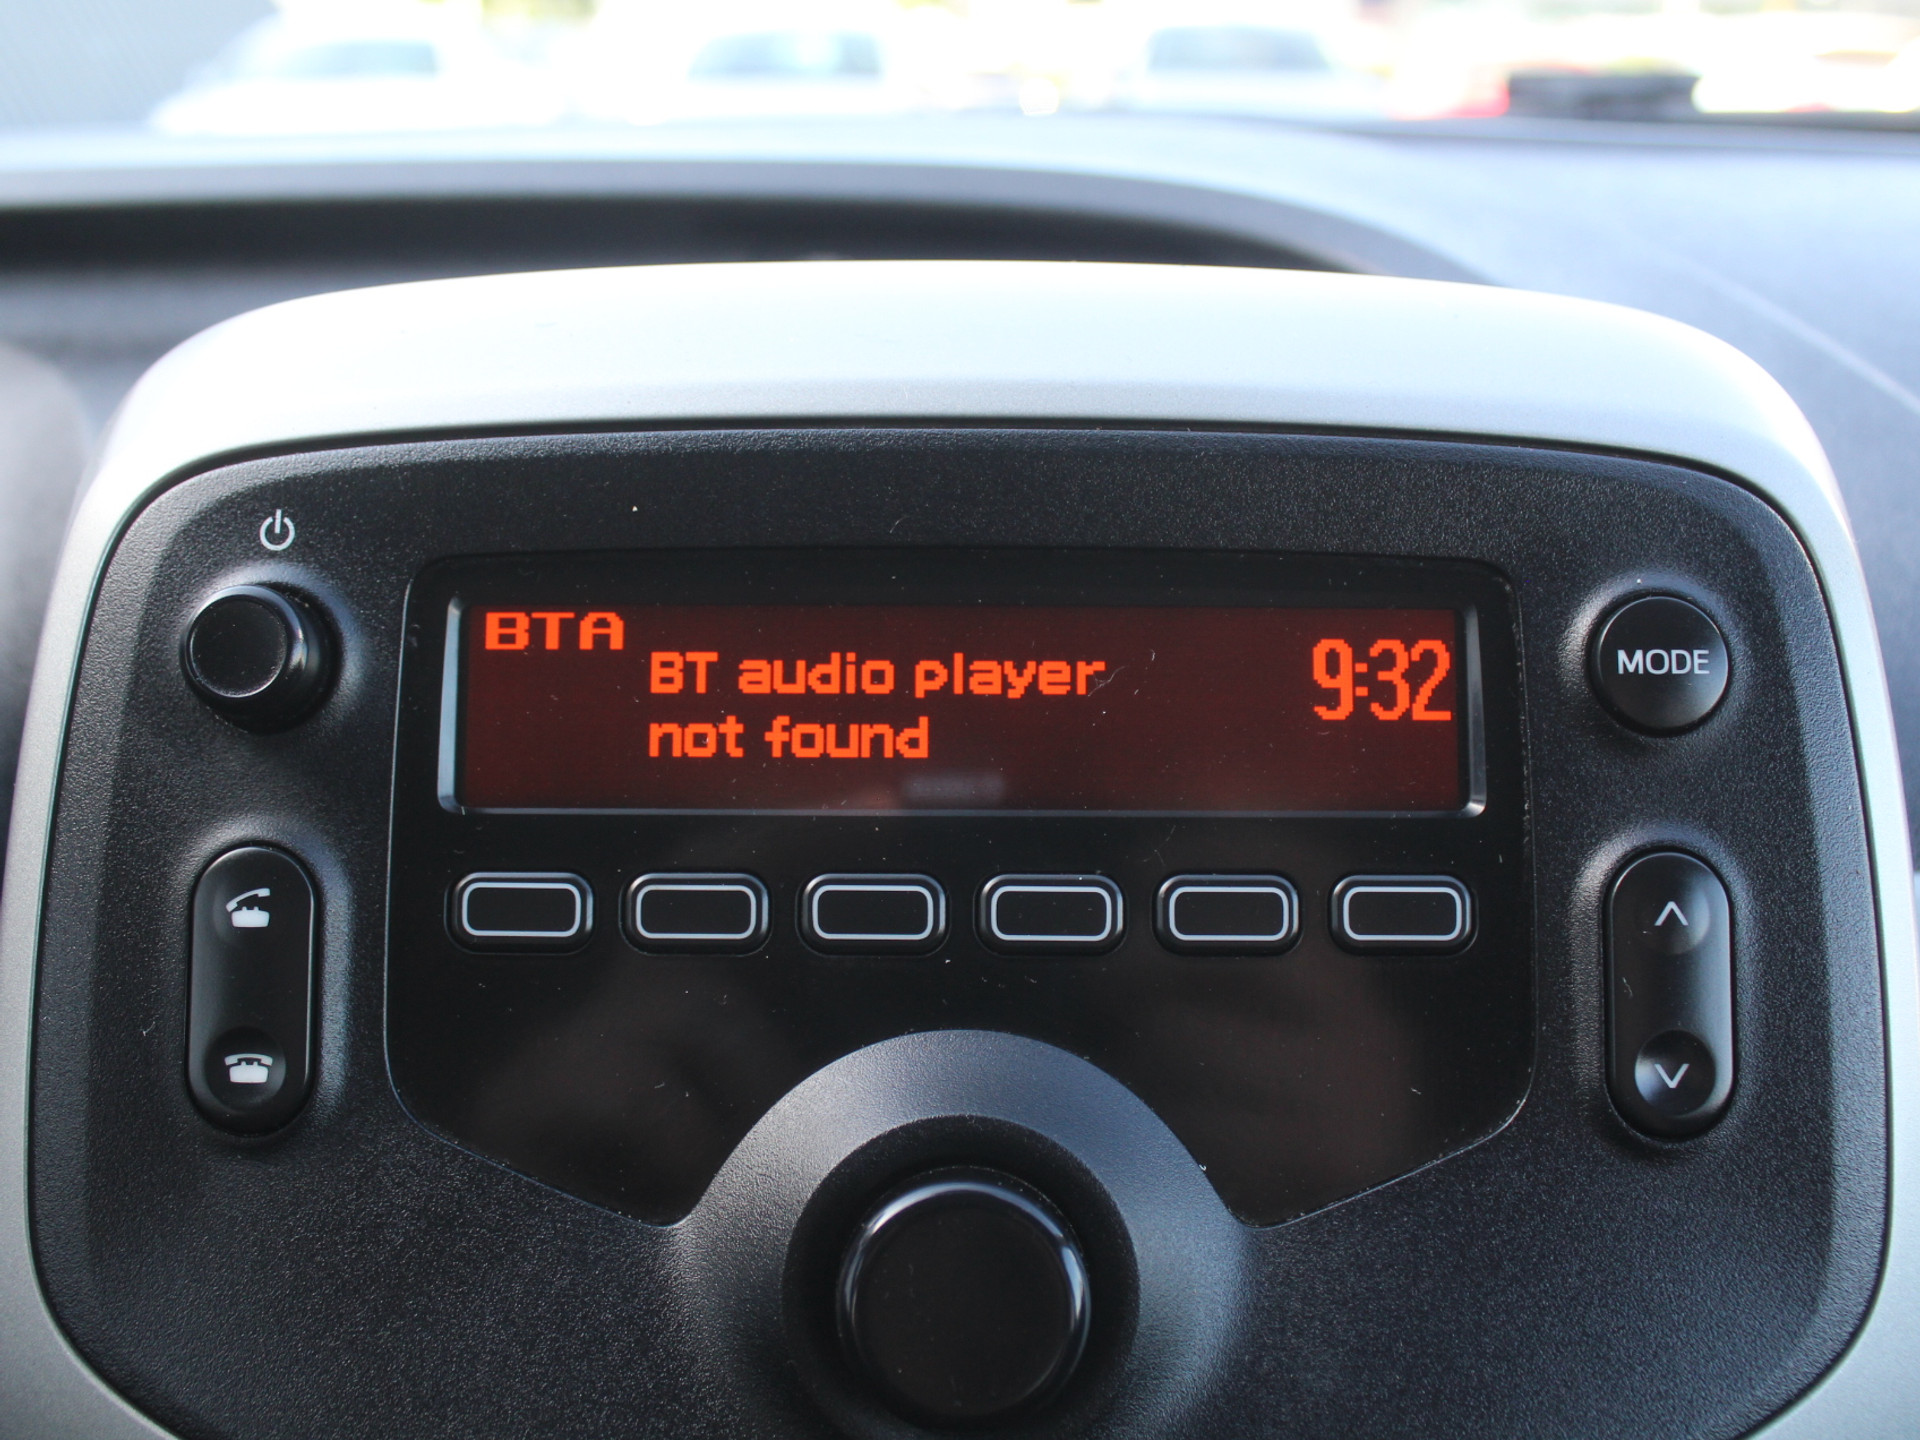 BTA
BT audio player
not found
9:32
MODE